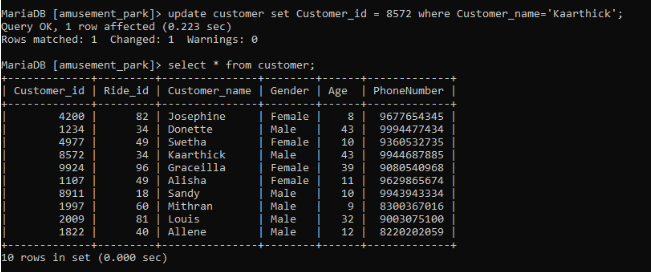 MariaDB [amusement_park]> update customer set Customer_id = 8572 where Customer_name='Kaarthick';
Query OK, 1 row affected (0.223 sec)
Rows matched: 1  Changed: 1  Warnings: 0
MariaDB [amusement_park]> select * from customer;
+-------------+---------+---------------+--------+------+-------------+
| Customer_id | Ride_id | Customer_name | Gender | Age  | PhoneNumber |
+-------------+---------+---------------+--------+------+-------------+
|        4200 |      82 | Josephine     | Female |    8 |  9677654345 |
|        1234 |      34 | Donette       | Male   |   43 |  9994477434 |
|        4977 |      49 | Swetha        | Female |   10 |  9360532735 |
|        8572 |      34 | Kaarthick     | Male   |   43 |  9944687885 |
|        9924 |      96 | Graceilla     | Female |   39 |  9080540968 |
|        1107 |      49 | Alisha        | Female |   11 |  9629865674 |
|        8911 |      18 | Sandy         | Male   |   10 |  9943943334 |
|        1997 |      60 | Mithran       | Male   |    9 |  8300367016 |
|        2009 |      81 | Louis         | Male   |   32 |  9003075100 |
|        1822 |      40 | Allene        | Male   |   12 |  8220202059 |
+-------------+---------+---------------+--------+------+-------------+
10 rows in set (0.000 sec)